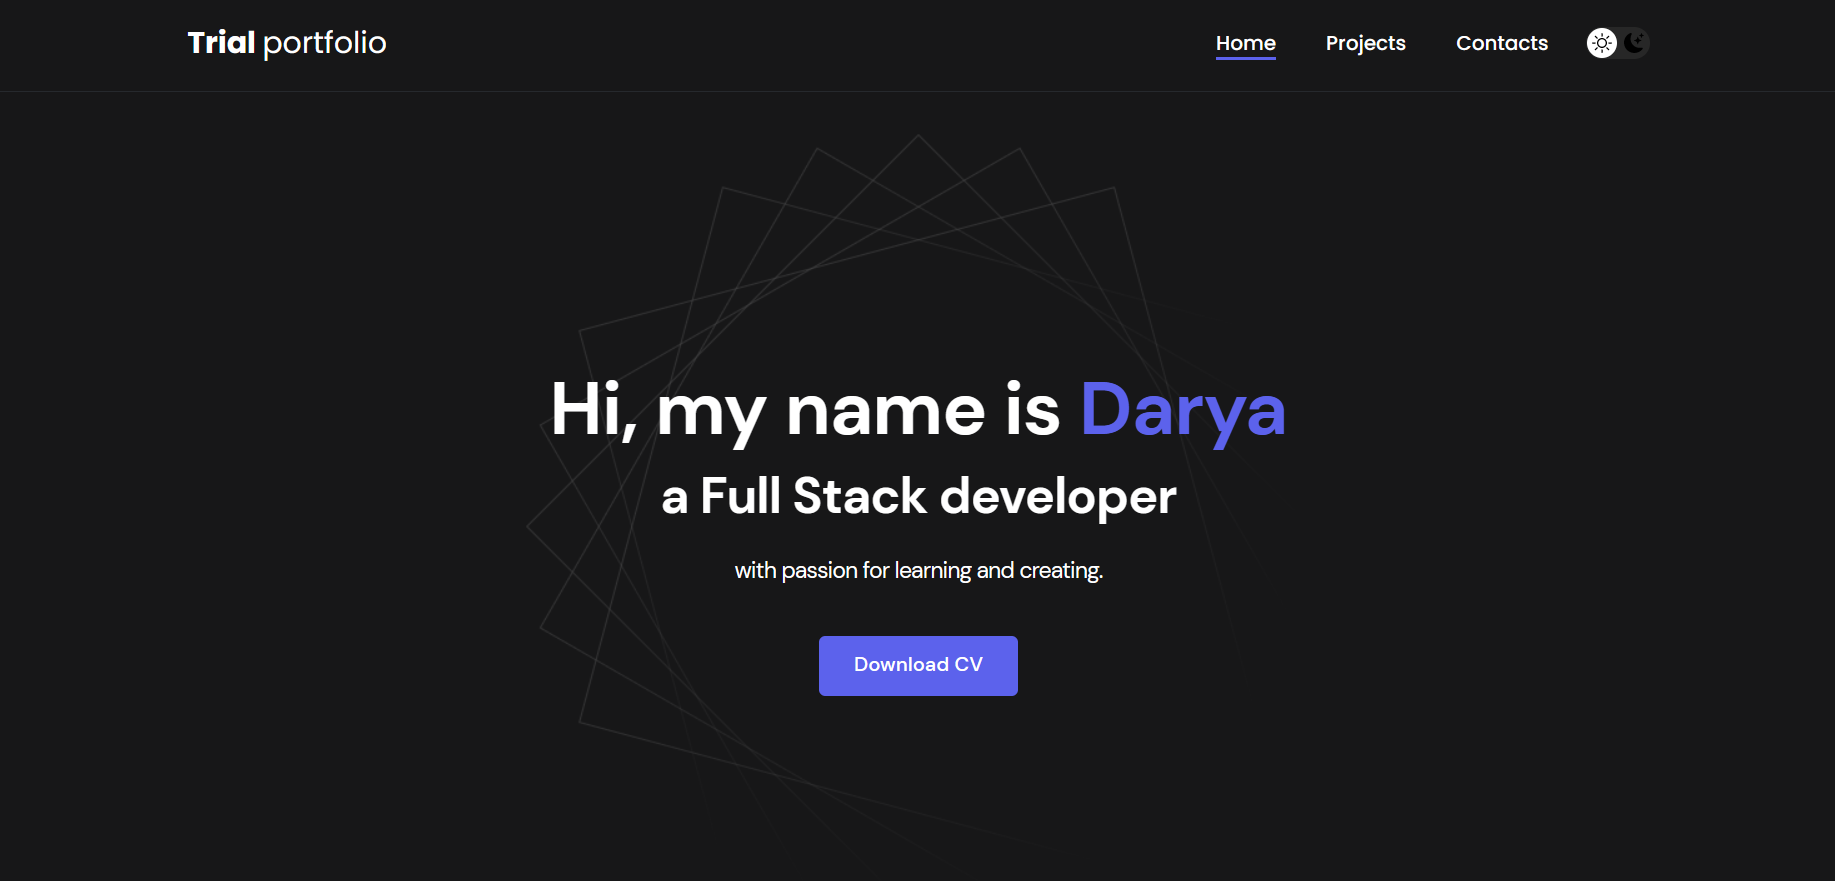 Trial portfolio
Home Projects Contacts
Hi, my name is Darya
a Full Stack developer
with passion for learning and creating.
Download CV